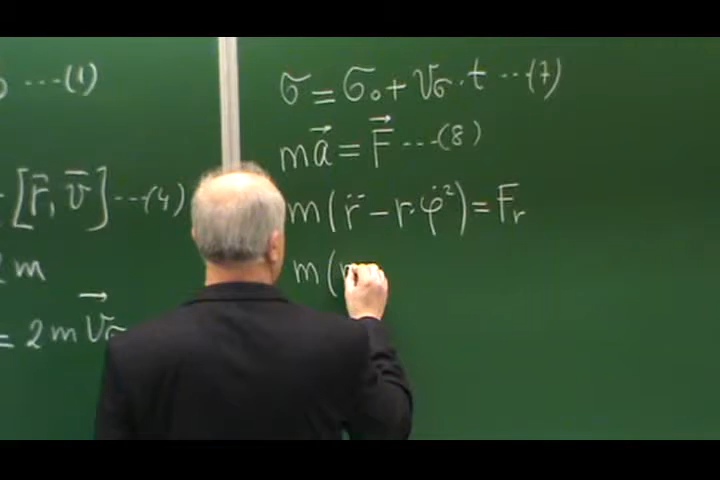 ···(1)
[r̄, v̄] ···(4)
2m
= 2m v⃗σ
σ = σ₀ + vσ · t ···(7)
ma⃗ = F⃗ ···(8)
m(r̈ − r·φ̇²) = Fᵣ
m(r